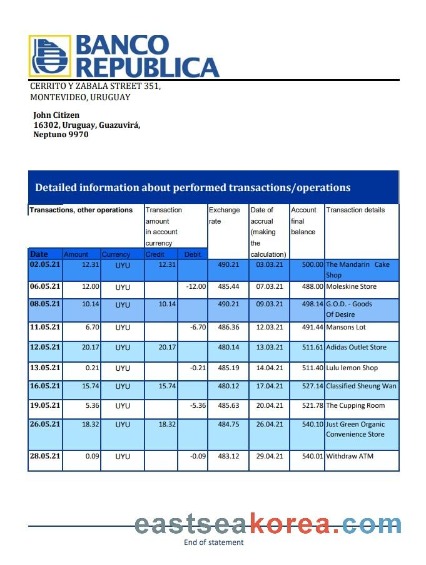 BANCO
REPUBLICA
CERRITO Y ZABALA STREET 351,
MONTEVIDEO, URUGUAY
John Citizen
16302, Uruguay, Guazuvirá,
Neptuno 9970
Detailed information about performed transactions/operations
Transactions, other operations Transaction amount in account currency Exchange rate Date of accrual (making the calculation) Account final balance Transaction details
Date Amount Currency Credit Debit
02.05.21 12.31 UYU 12.31 490.21 03.03.21 500.00 The Mandarin Cake Shop
06.05.21 12.00 UYU -12.00 485.44 07.03.21 488.00 Moleskine Store
08.05.21 10.14 UYU 10.14 490.21 09.03.21 498.14 G.O.D. - Goods Of Desire
11.05.21 6.70 UYU -6.70 486.36 12.03.21 491.44 Mansons Lot
12.05.21 20.17 UYU 20.17 480.14 13.03.21 511.61 Adidas Outlet Store
13.05.21 0.21 UYU -0.21 485.19 14.04.21 511.40 Lulu lemon Shop
16.05.21 15.74 UYU 15.74 480.12 17.04.21 527.14 Classified Sheung Wan
19.05.21 5.36 UYU -5.36 485.63 20.04.21 521.78 The Cupping Room
26.05.21 18.32 UYU 18.32 484.75 26.04.21 540.10 Just Green Organic Convenience Store
28.05.21 0.09 UYU -0.09 483.12 29.04.21 540.01 Withdraw ATM
eastseakorea.com
End of statement